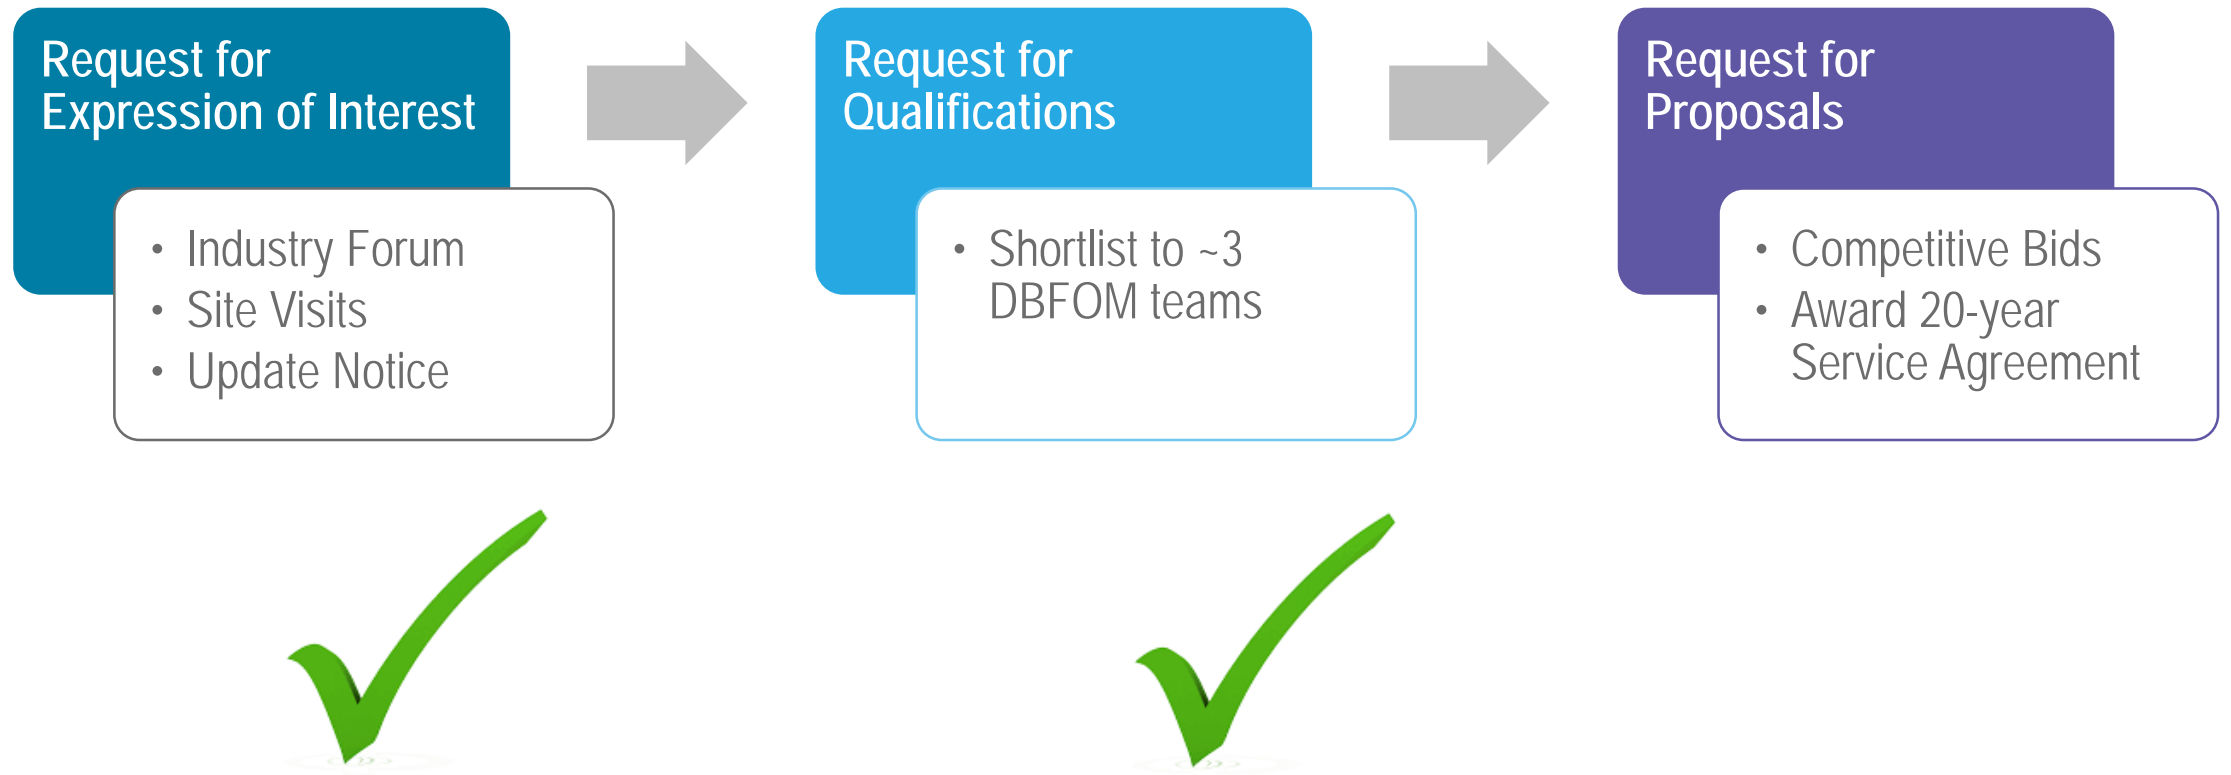 Request for
Expression of Interest
• Industry Forum
• Site Visits
• Update Notice
Request for
Qualifications
• Shortlist to ~3
DBFOM teams
Request for
Proposals
• Competitive Bids
• Award 20-year
Service Agreement